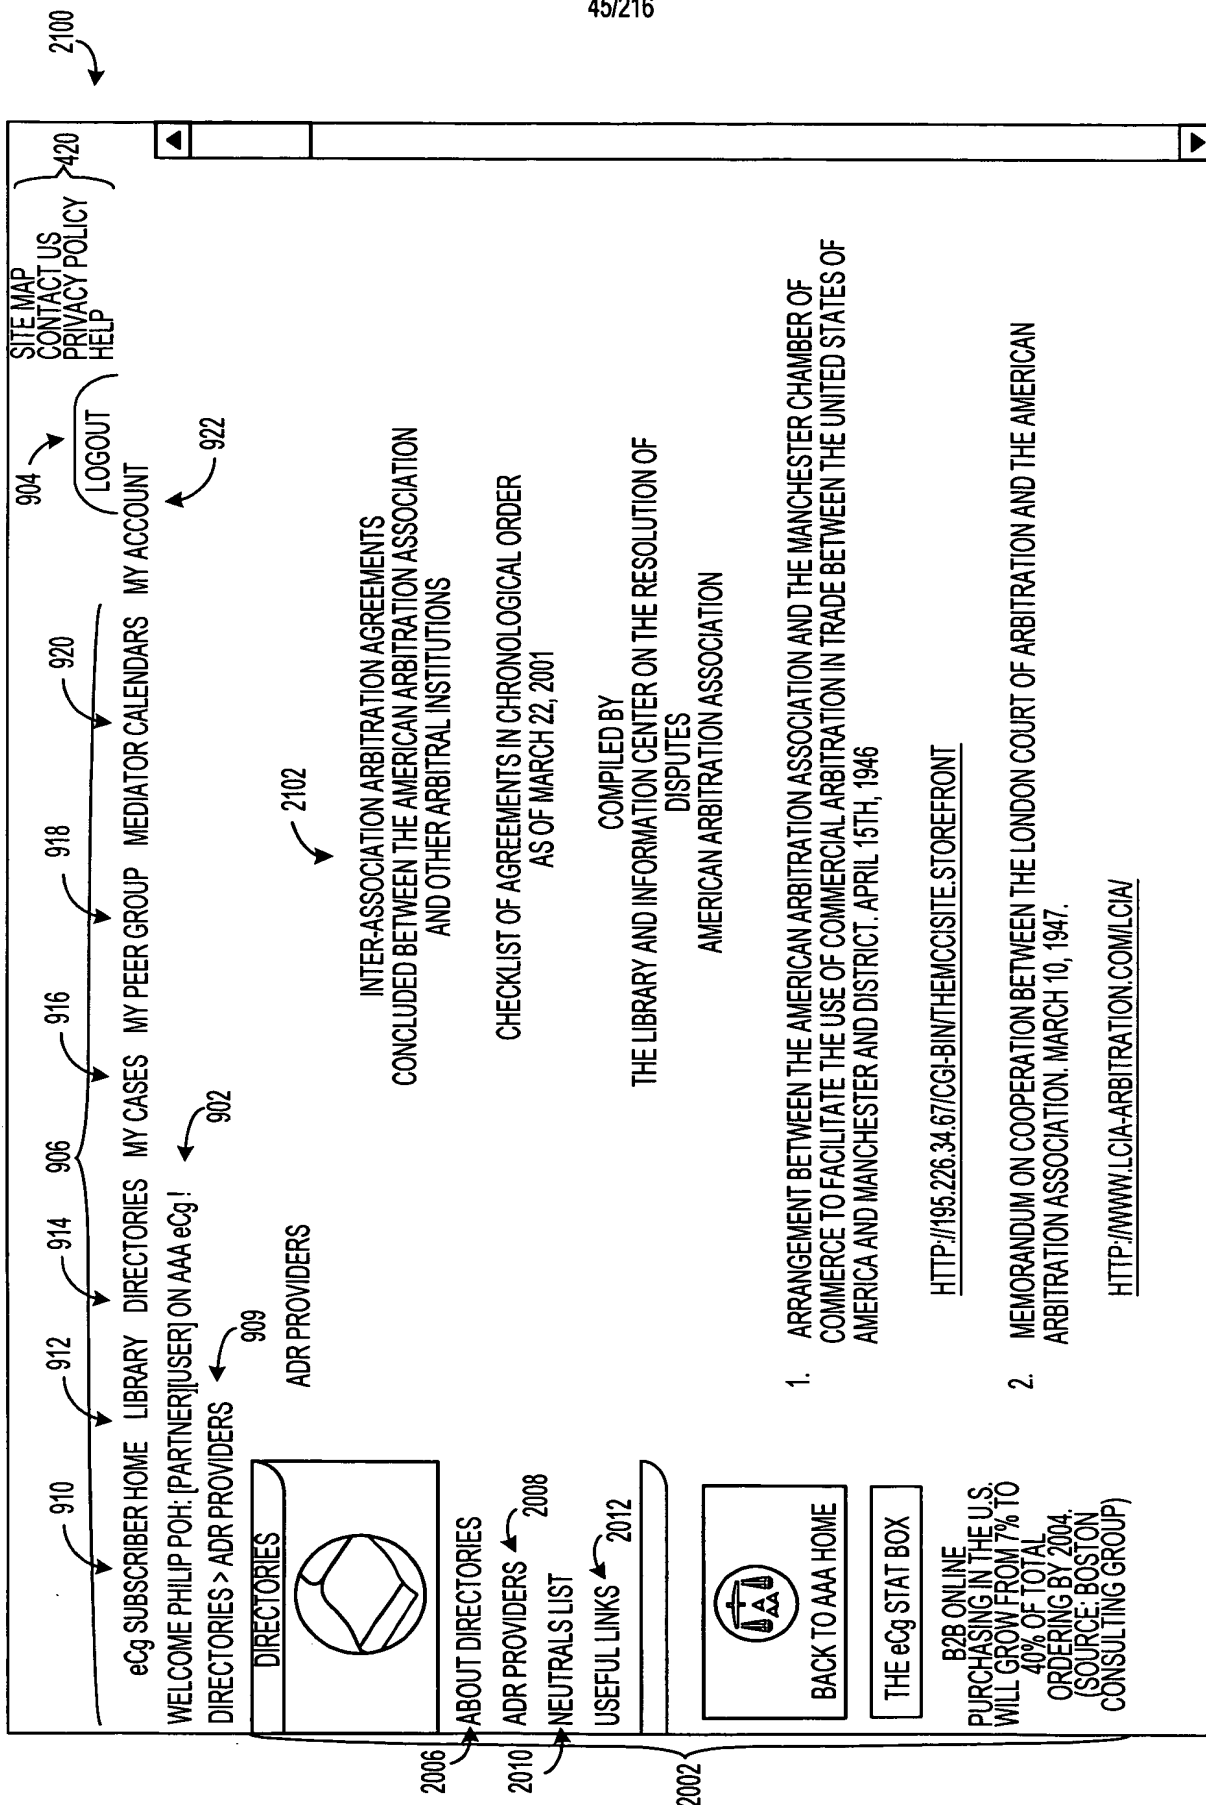 45/216
2100
SITE MAP
CONTACT US
PRIVACY POLICY
HELP
420
904
LOGOUT
906
910
912
914
916
918
920
922
eCg SUBSCRIBER HOME LIBRARY DIRECTORIES MY CASES MY PEER GROUP MEDIATOR CALENDARS MY ACCOUNT
WELCOME PHILIP POH: [PARTNER][USER] ON AAA eCg!
902
DIRECTORIES > ADR PROVIDERS
909
DIRECTORIES
2006
ABOUT DIRECTORIES
ADR PROVIDERS
2008
2010
NEUTRALS LIST
USEFUL LINKS
2012
2002
AAA
BACK TO AAA HOME
THE eCg STAT BOX
B2B ONLINE
PURCHASING IN THE U.S.
WILL GROW FROM 7% TO
40% OF TOTAL
ORDERING BY 2004.
(SOURCE: BOSTON
CONSULTING GROUP)
ADR PROVIDERS
2102
INTER-ASSOCIATION ARBITRATION AGREEMENTS
CONCLUDED BETWEEN THE AMERICAN ARBITRATION ASSOCIATION
AND OTHER ARBITRAL INSTITUTIONS
CHECKLIST OF AGREEMENTS IN CHRONOLOGICAL ORDER
AS OF MARCH 22, 2001
COMPILED BY
THE LIBRARY AND INFORMATION CENTER ON THE RESOLUTION OF
DISPUTES
AMERICAN ARBITRATION ASSOCIATION
1. ARRANGEMENT BETWEEN THE AMERICAN ARBITRATION ASSOCIATION AND THE MANCHESTER CHAMBER OF
COMMERCE TO FACILITATE THE USE OF COMMERCIAL ARBITRATION IN TRADE BETWEEN THE UNITED STATES OF
AMERICA AND MANCHESTER AND DISTRICT. APRIL 15TH, 1946
HTTP://195.226.34.67/CGI-BIN/THEMCCISITE.STOREFRONT
2. MEMORANDUM ON COOPERATION BETWEEN THE LONDON COURT OF ARBITRATION AND THE AMERICAN
ARBITRATION ASSOCIATION. MARCH 10, 1947.
HTTP://WWW.LCIA-ARBITRATION.COM/LCIA/